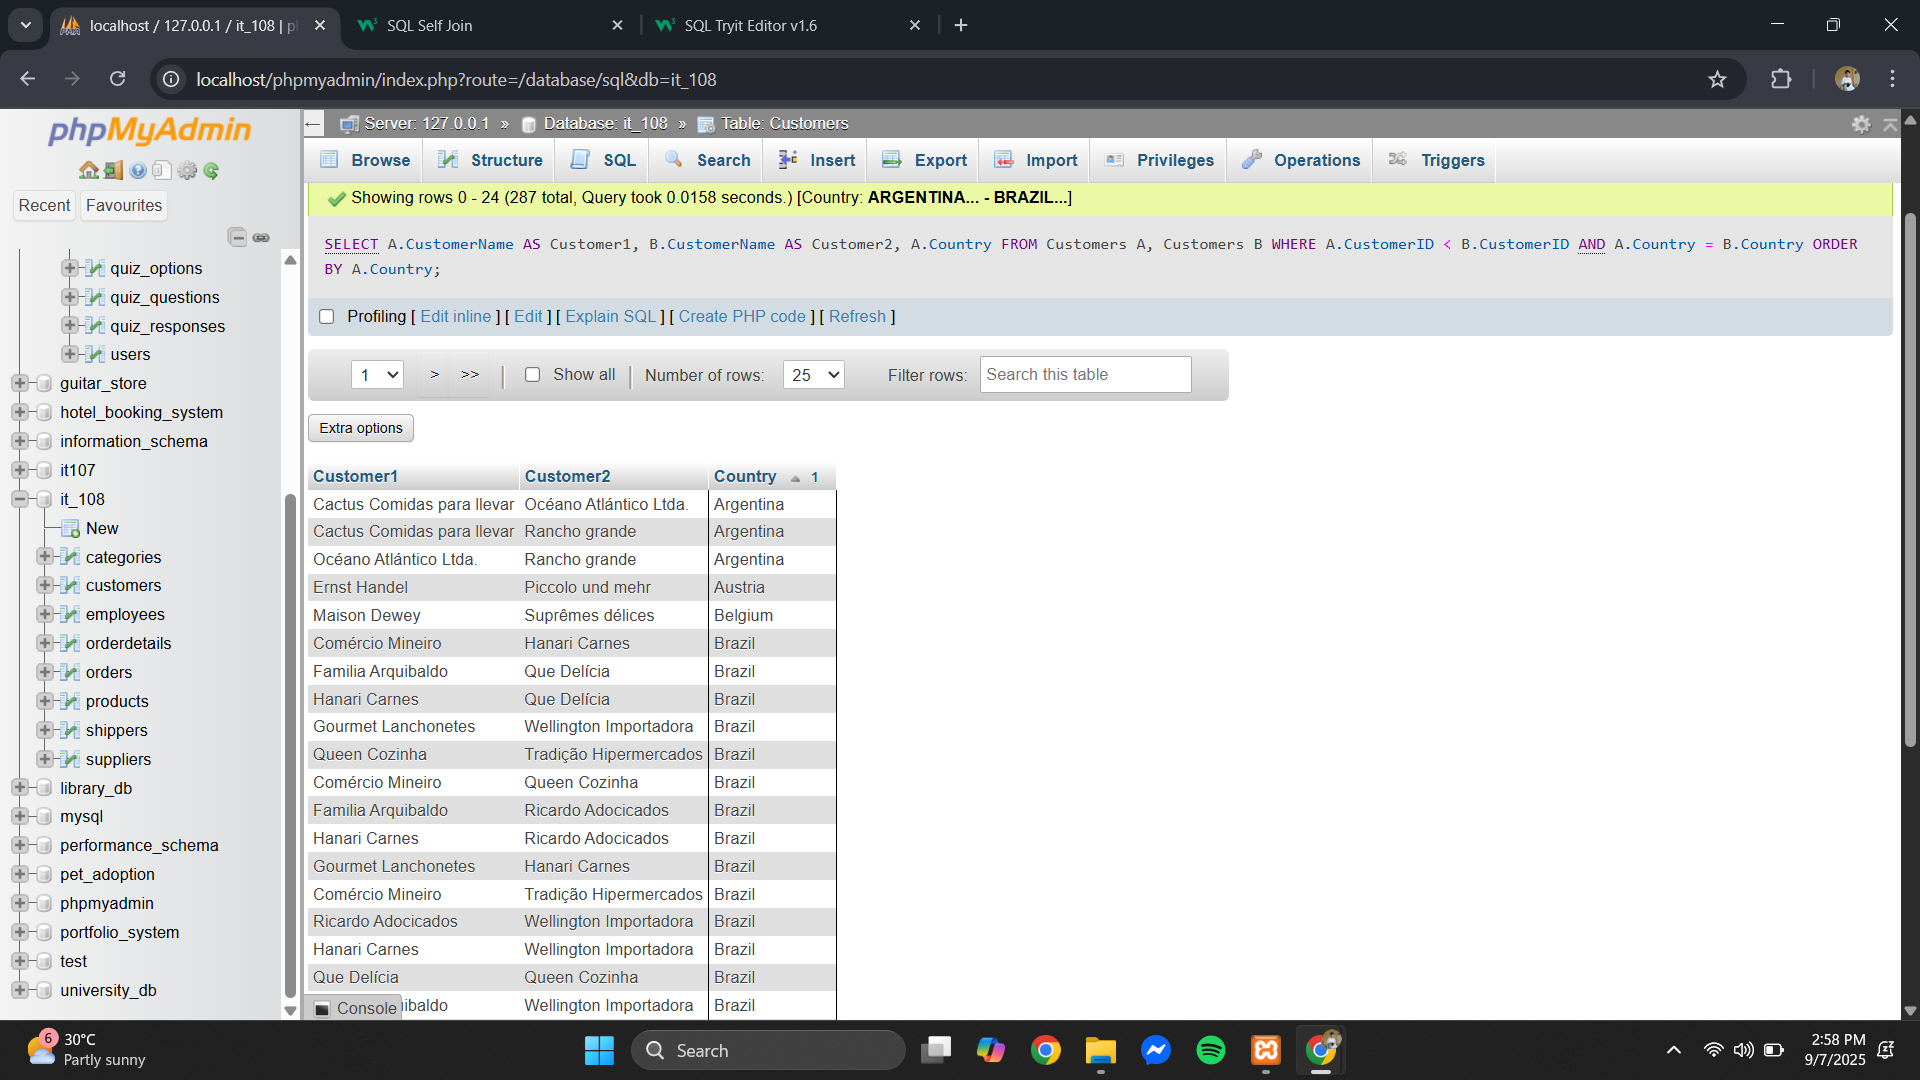 localhost / 127.0.0.1 / it_108 | p
SQL Self Join
SQL Tryit Editor v1.6
localhost/phpmyadmin/index.php?route=/database/sql&db=it_108
phpMyAdmin
Recent
Favourites
quiz_options
quiz_questions
quiz_responses
users
guitar_store
hotel_booking_system
information_schema
it107
it_108
New
categories
customers
employees
orderdetails
orders
products
shippers
suppliers
library_db
mysql
performance_schema
pet_adoption
phpmyadmin
portfolio_system
test
university_db
Server: 127.0.0.1 » Database: it_108 » Table: Customers
Browse Structure SQL Search Insert Export Import Privileges Operations Triggers
Showing rows 0 - 24 (287 total, Query took 0.0158 seconds.) [Country: ARGENTINA... - BRAZIL...]
SELECT A.CustomerName AS Customer1, B.CustomerName AS Customer2, A.Country FROM Customers A, Customers B WHERE A.CustomerID < B.CustomerID AND A.Country = B.Country ORDER
BY A.Country;
Profiling [ Edit inline ] [ Edit ] [ Explain SQL ] [ Create PHP code ] [ Refresh ]
1 > >> | Show all | Number of rows: 25 Filter rows: Search this table
Extra options
Customer1 Customer2 Country 1
Cactus Comidas para llevar Océano Atlántico Ltda. Argentina
Cactus Comidas para llevar Rancho grande Argentina
Océano Atlántico Ltda. Rancho grande Argentina
Ernst Handel Piccolo und mehr Austria
Maison Dewey Suprêmes délices Belgium
Comércio Mineiro Hanari Carnes Brazil
Familia Arquibaldo Que Delícia Brazil
Hanari Carnes Que Delícia Brazil
Gourmet Lanchonetes Wellington Importadora Brazil
Queen Cozinha Tradição Hipermercados Brazil
Comércio Mineiro Queen Cozinha Brazil
Familia Arquibaldo Ricardo Adocicados Brazil
Hanari Carnes Ricardo Adocicados Brazil
Gourmet Lanchonetes Hanari Carnes Brazil
Comércio Mineiro Tradição Hipermercados Brazil
Ricardo Adocicados Wellington Importadora Brazil
Hanari Carnes Wellington Importadora Brazil
Que Delícia Queen Cozinha Brazil
ibaldo Wellington Importadora Brazil
Console
6
30°C
Partly sunny
Search
2:58 PM
9/7/2025